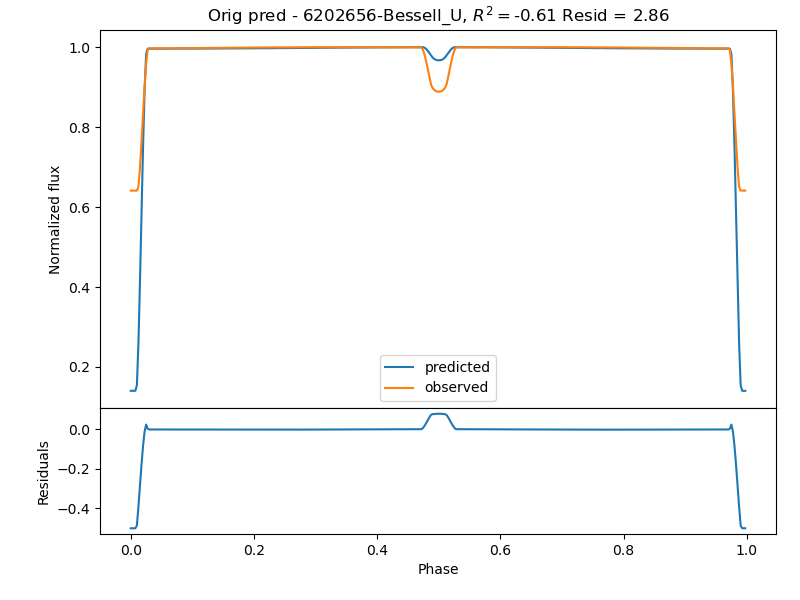 Orig pred - 6202656-Bessell_U, R² = -0.61 Resid = 2.86
Normalized flux
1.0
0.8
0.6
0.4
0.2
predicted
observed
Residuals
0.0
−0.2
−0.4
0.0 0.2 0.4 0.6 0.8 1.0
Phase